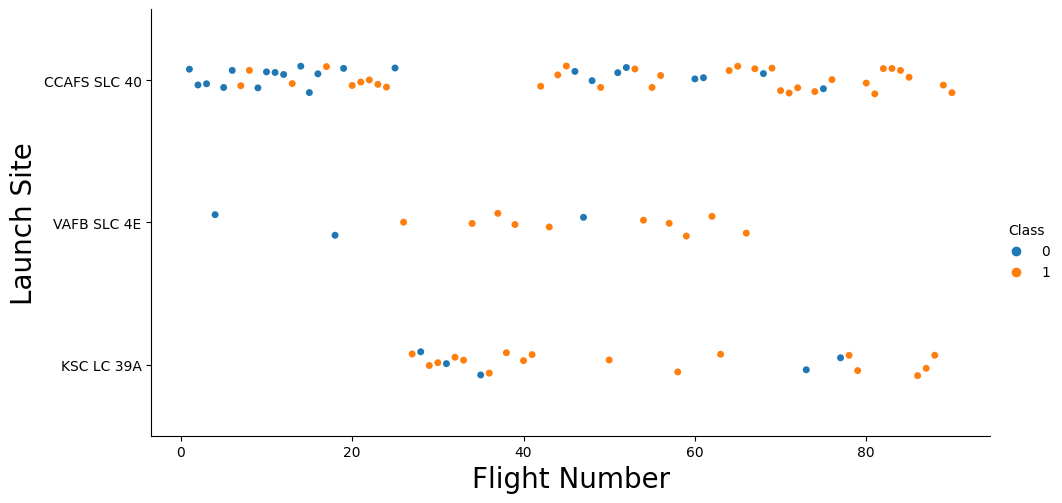 Launch Site
CCAFS SLC 40
VAFB SLC 4E
KSC LC 39A
0 20 40 60 80
Flight Number
Class
0
1